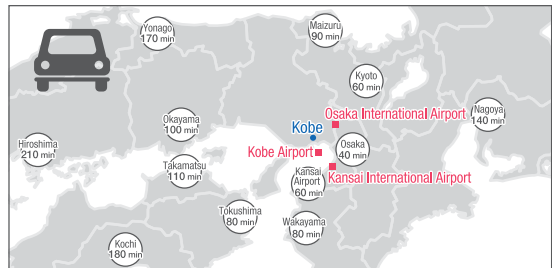 Yonago
170 min
Maizuru
90 min
Kyoto
60 min
Osaka International Airport
Nagoya
140 min
Okayama
100 min
Kobe
Hiroshima
210 min
Kobe Airport
Osaka
40 min
Takamatsu
110 min
Kansai
Airport
60 min
Kansai International Airport
Tokushima
80 min
Wakayama
80 min
Kochi
180 min